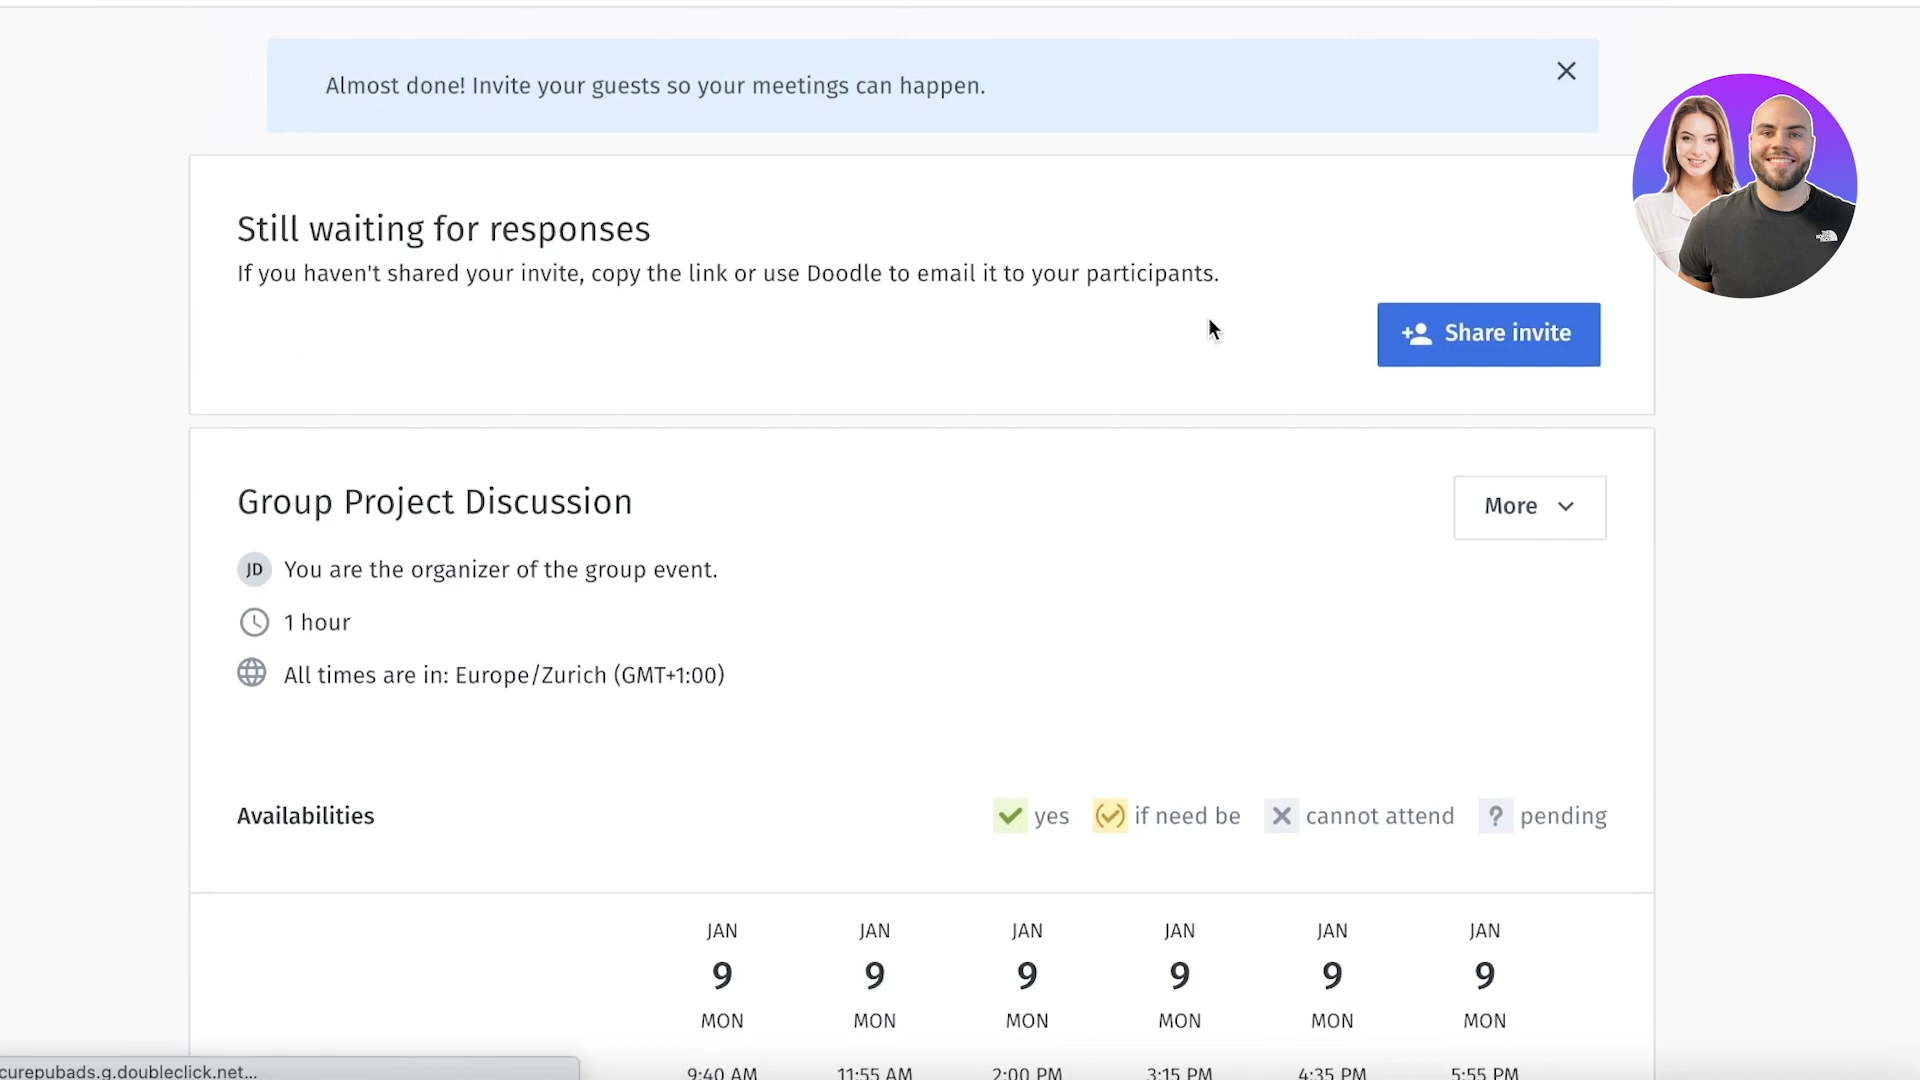 Almost done! Invite your guests so your meetings can happen.
Still waiting for responses
If you haven't shared your invite, copy the link or use Doodle to email it to your participants.
Share invite
Group Project Discussion
More
JD You are the organizer of the group event.
1 hour
All times are in: Europe/Zurich (GMT+1:00)
Availabilities yes if need be cannot attend ? pending
JAN JAN JAN JAN JAN JAN
9 9 9 9 9 9
MON MON MON MON MON MON
9:40 AM 11:55 AM 2:00 PM 3:15 PM 4:35 PM 5:55 PM
curepubads.g.doubleclick.net...